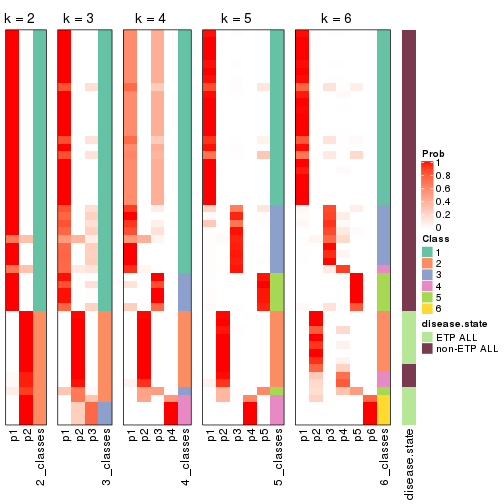 k = 2
k = 3
k = 4
k = 5
k = 6
p1
p2
2_classes
p1
p2
p3
3_classes
p1
p2
p3
p4
4_classes
p1
p2
p3
p4
p5
5_classes
p1
p2
p3
p4
p5
p6
6_classes
disease.state
Prob
1
0.8
0.6
0.4
0.2
0
Class
1
2
3
4
5
6
disease.state
ETP ALL
non-ETP ALL